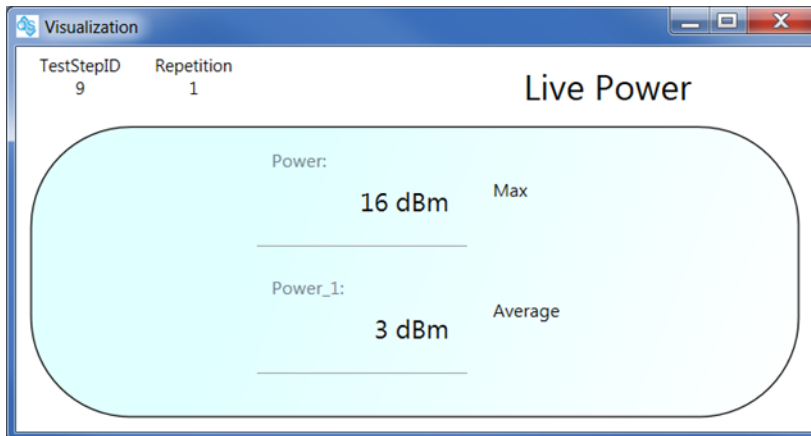 Visualization
TestStepID Repetition
9 1
Live Power
Power:
16 dBm Max
Power_1:
3 dBm Average